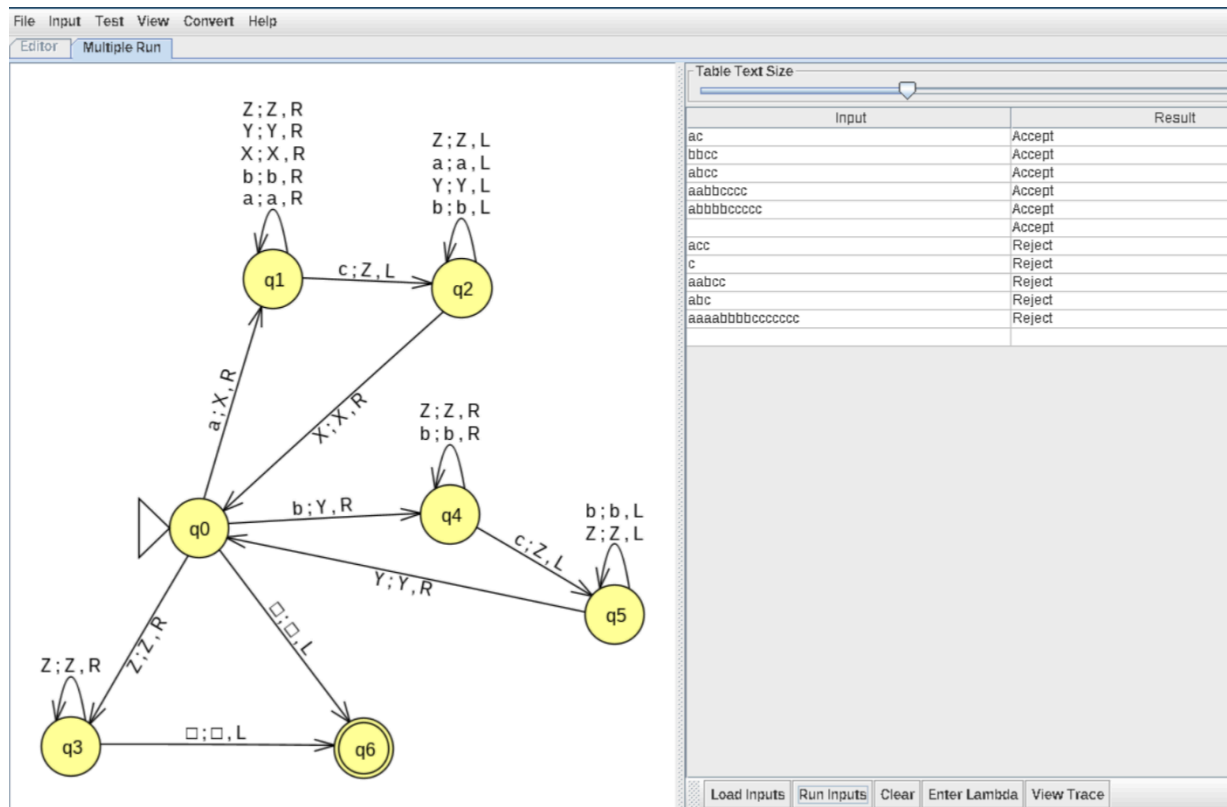 File Input Test View Convert Help
Editor Multiple Run
Z;Z,R
Y;Y,R
X;X,R
b;b,R
a;a,R
Z;Z,L
a;a,L
Y;Y,L
b;b,L
q1
c;Z,L
q2
a;X,R
X;X,R
Z;Z,R
b;b,R
q0
b;Y,R
q4
c;Z,L
b;b,L
Z;Z,L
Y;Y,R
q5
Z;Z,R
□;□,L
Z;Z,R
q3
□;□,L
q6
Table Text Size
Input Result
ac Accept
bbcc Accept
abcc Accept
aabbcccc Accept
abbbbccccc Accept
Accept
acc Reject
c Reject
aabcc Reject
abc Reject
aaaabbbbccccccc Reject
Load Inputs Run Inputs Clear Enter Lambda View Trace